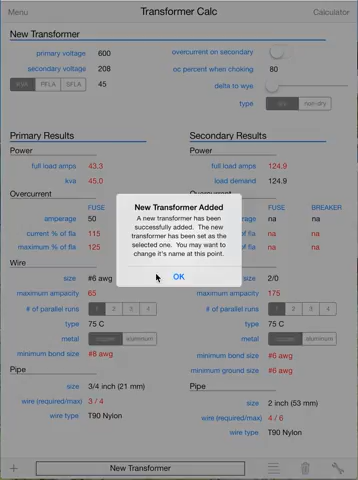 Menu
Transformer Calc
Calculator
New Transformer
primary voltage 600
secondary voltage 208
kva PFLA SFLA 45
overcurrent on secondary
oc percent when choking 80
delta to wye
type dry non-dry
Primary Results
Power
full load amps 43.3
kva 45.0
Overcurrent
FUSE
amperage 50
current % of fla 115
maximum % of fla 125
Wire
size #6 awg
maximum ampacity 65
# of parallel runs 1 2 3 4
type 75 C
metal copper aluminum
minimum bond size #8 awg
Pipe
size 3/4 inch (21 mm)
wire (required/max) 3 / 4
wire type T90 Nylon
Secondary Results
Power
full load amps 124.9
load demand 124.9
Overcurrent
FUSE BREAKER
na na
na na
na na
size 2/0
maximum ampacity 175
# of parallel runs 1 2 3 4
type 75 C
metal copper aluminum
minimum bond size #6 awg
minimum ground size #6 awg
Pipe
size 2 inch (53 mm)
wire (required/max) 4 / 6
wire type T90 Nylon
New Transformer Added
A new transformer has been
successfully added. The new
transformer has been set as the
selected one. You may want to
change it's name at this point.
OK
New Transformer